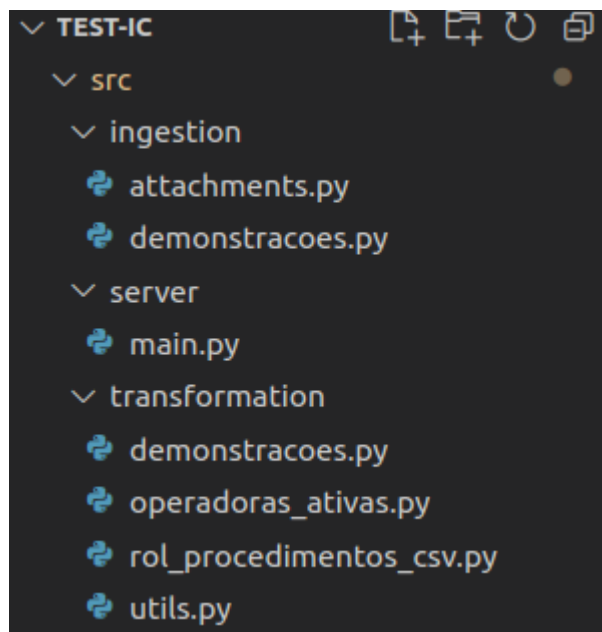 TEST-IC
src
ingestion
attachments.py
demonstracoes.py
server
main.py
transformation
demonstracoes.py
operadoras_ativas.py
rol_procedimentos_csv.py
utils.py